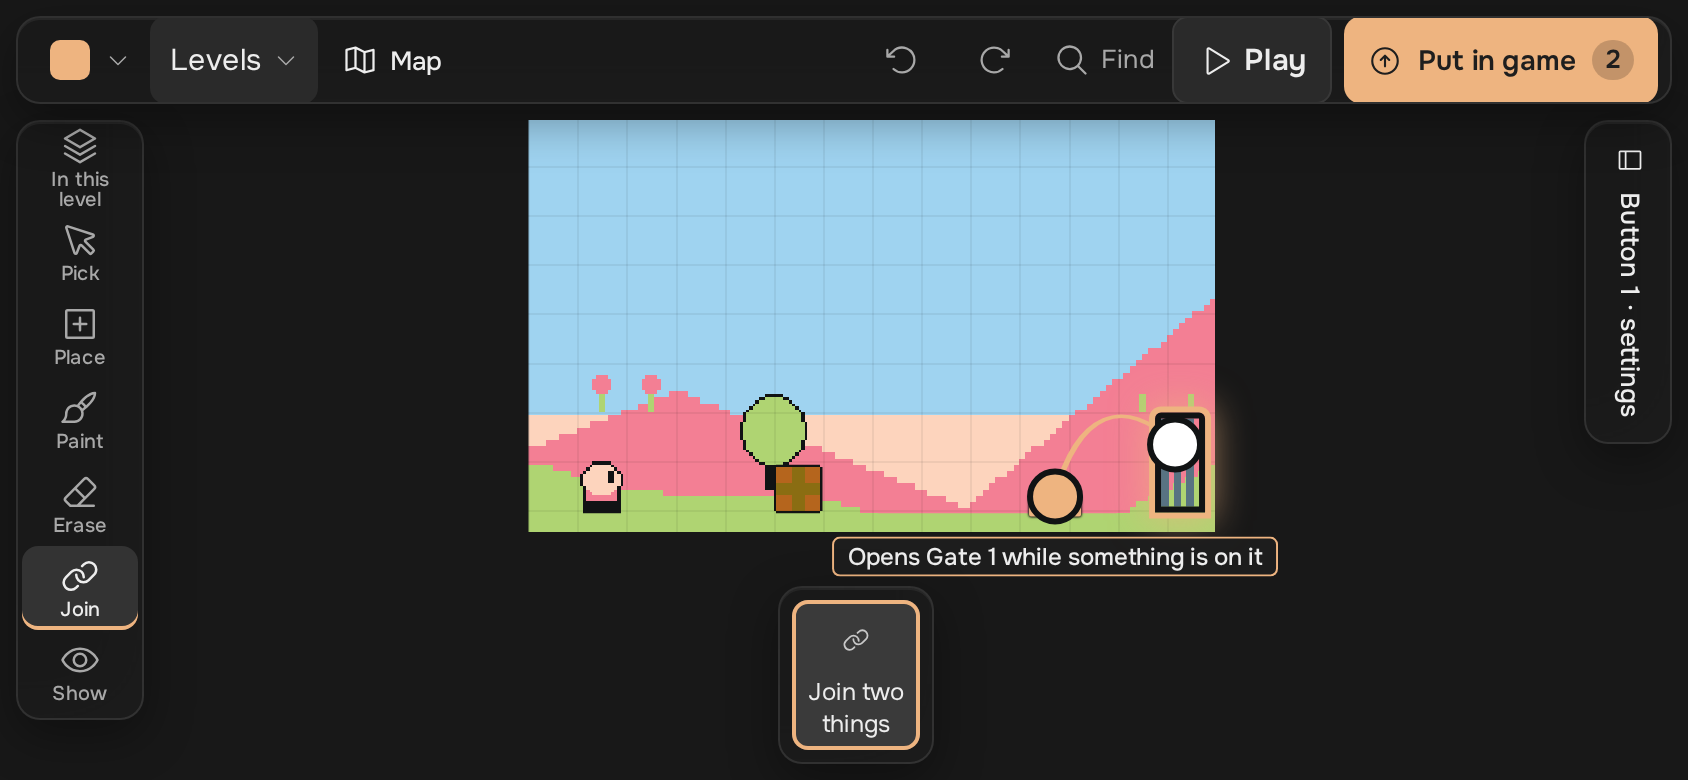 Levels
Map
Find
Play
Put in game
2
In this
level
Pick
Place
Paint
Erase
Join
Show
Button 1 · settings
Opens Gate 1 while something is on it
Join two
things